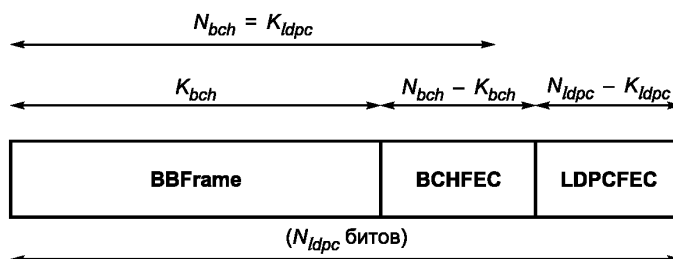 N_bch = K_ldpc
K_bch N_bch – K_bch N_ldpc – K_ldpc
BBFrame BCHFEC LDPCFEC
(N_ldpc битов)